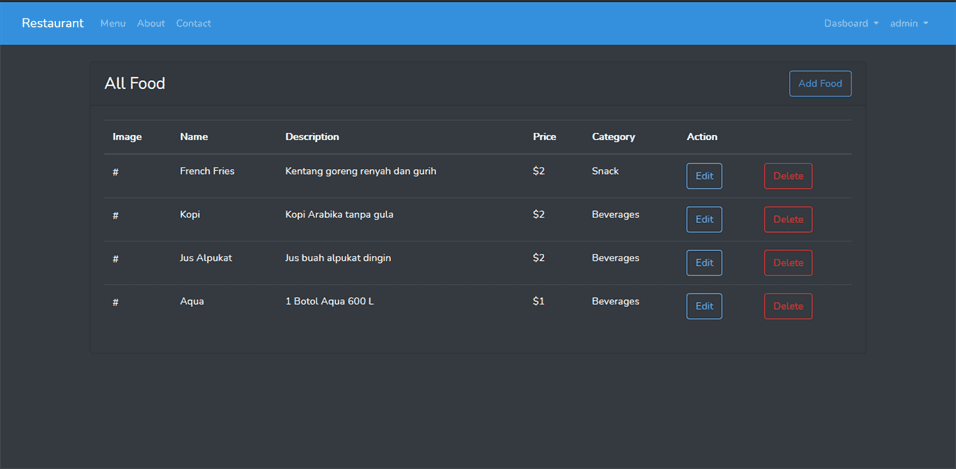 Restaurant Menu About Contact Dasboard admin
All Food Add Food
Image Name Description Price Category Action
# French Fries Kentang goreng renyah dan gurih $2 Snack Edit Delete
# Kopi Kopi Arabika tanpa gula $2 Beverages Edit Delete
# Jus Alpukat Jus buah alpukat dingin $2 Beverages Edit Delete
# Aqua 1 Botol Aqua 600 L $1 Beverages Edit Delete